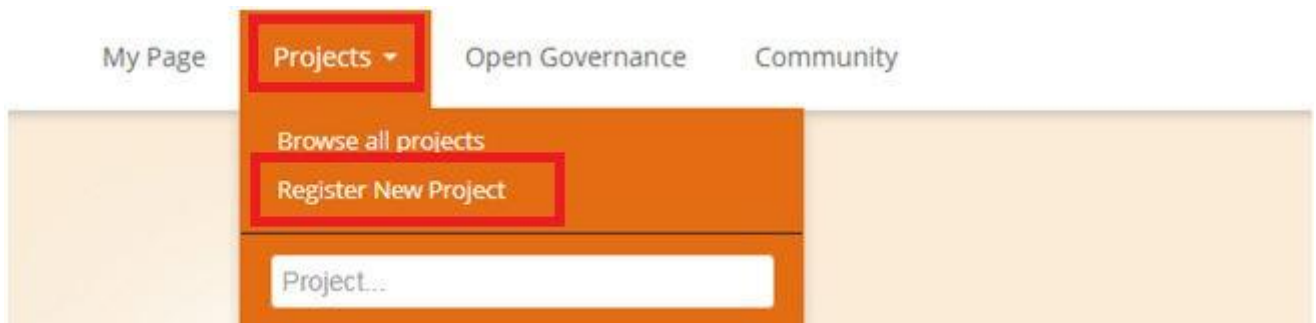 My Page Projects Open Governance Community
Browse all projects
Register New Project
Project...